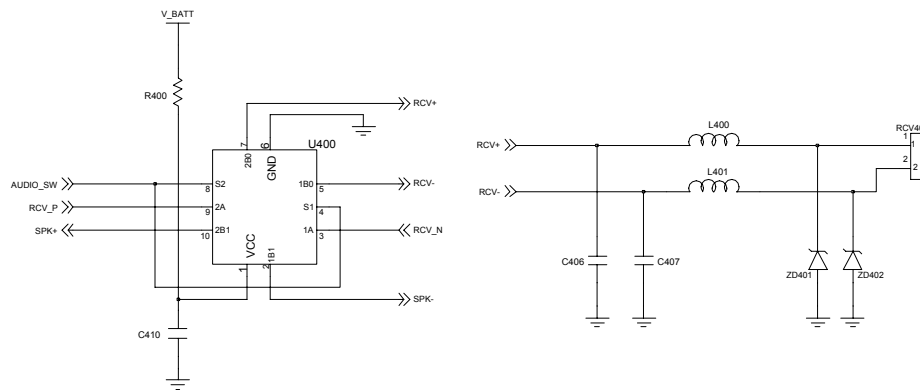 V_BATT
R400
RCV+
U400
7
6
2B0
GND
AUDIO_SW
S2
8
1B0
5
RCV-
RCV_P
2A
9
S1
4
SPK+
2B1
10
1A
3
RCV_N
VCC
1B1
1
2
SPK-
C410
L400
RCV+
1
1
L401
RCV-
2
2
C406
C407
ZD401
ZD402